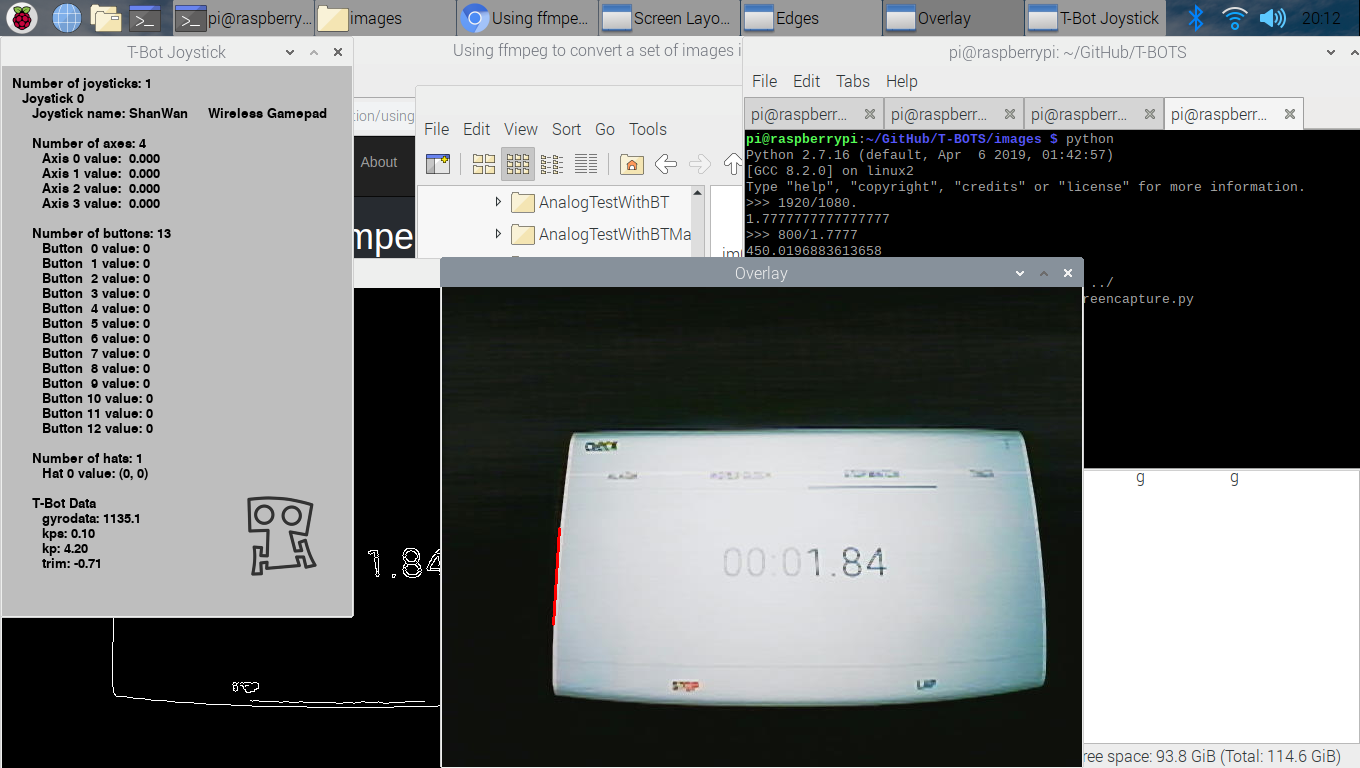 pi@raspberry... images Using ffmpe... Screen Layo... Edges Overlay T-Bot Joystick 20:12
T-Bot Joystick
Number of joysticks: 1
Joystick 0
Joystick name: ShanWan Wireless Gamepad
Number of axes: 4
Axis 0 value: 0.000
Axis 1 value: 0.000
Axis 2 value: 0.000
Axis 3 value: 0.000
Number of buttons: 13
Button 0 value: 0
Button 1 value: 0
Button 2 value: 0
Button 3 value: 0
Button 4 value: 0
Button 5 value: 0
Button 6 value: 0
Button 7 value: 0
Button 8 value: 0
Button 9 value: 0
Button 10 value: 0
Button 11 value: 0
Button 12 value: 0
Number of hats: 1
Hat 0 value: (0, 0)
T-Bot Data
gyrodata: 1135.1
kps: 0.10
kp: 4.20
trim: -0.71
1.84
Using ffmpeg to convert a set of images i
ion/using
About
mpe
File Edit View Sort Go Tools
AnalogTestWithBT
AnalogTestWithBTMa
pi@raspberrypi: ~/GitHub/T-BOTS
File Edit Tabs Help
pi@raspberr... pi@raspberr... pi@raspberr... pi@raspberr...
pi@raspberrypi:~/GitHub/T-BOTS/images $ python
Python 2.7.16 (default, Apr 6 2019, 01:42:57)
[GCC 8.2.0] on linux2
Type "help", "copyright", "credits" or "license" for more information.
>>> 1920/1080.
1.7777777777777777
>>> 800/1.7777
450.0196883613658
../
reencapture.py
Overlay
CHECK
STOPWATCH
00:01.84
STOP LAP
g g
ree space: 93.8 GiB (Total: 114.6 GiB)